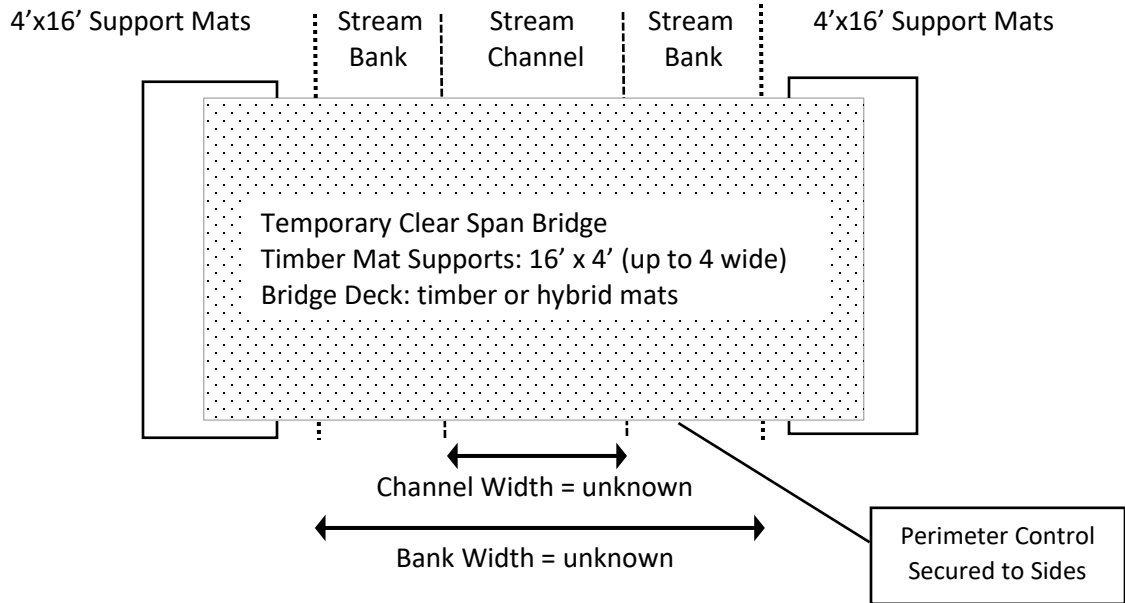 4’x16’ Support Mats
Stream
Bank
Stream
Channel
Stream
Bank
4’x16’ Support Mats
Temporary Clear Span Bridge
Timber Mat Supports: 16’ x 4’ (up to 4 wide)
Bridge Deck: timber or hybrid mats
Channel Width = unknown
Bank Width = unknown
Perimeter Control
Secured to Sides